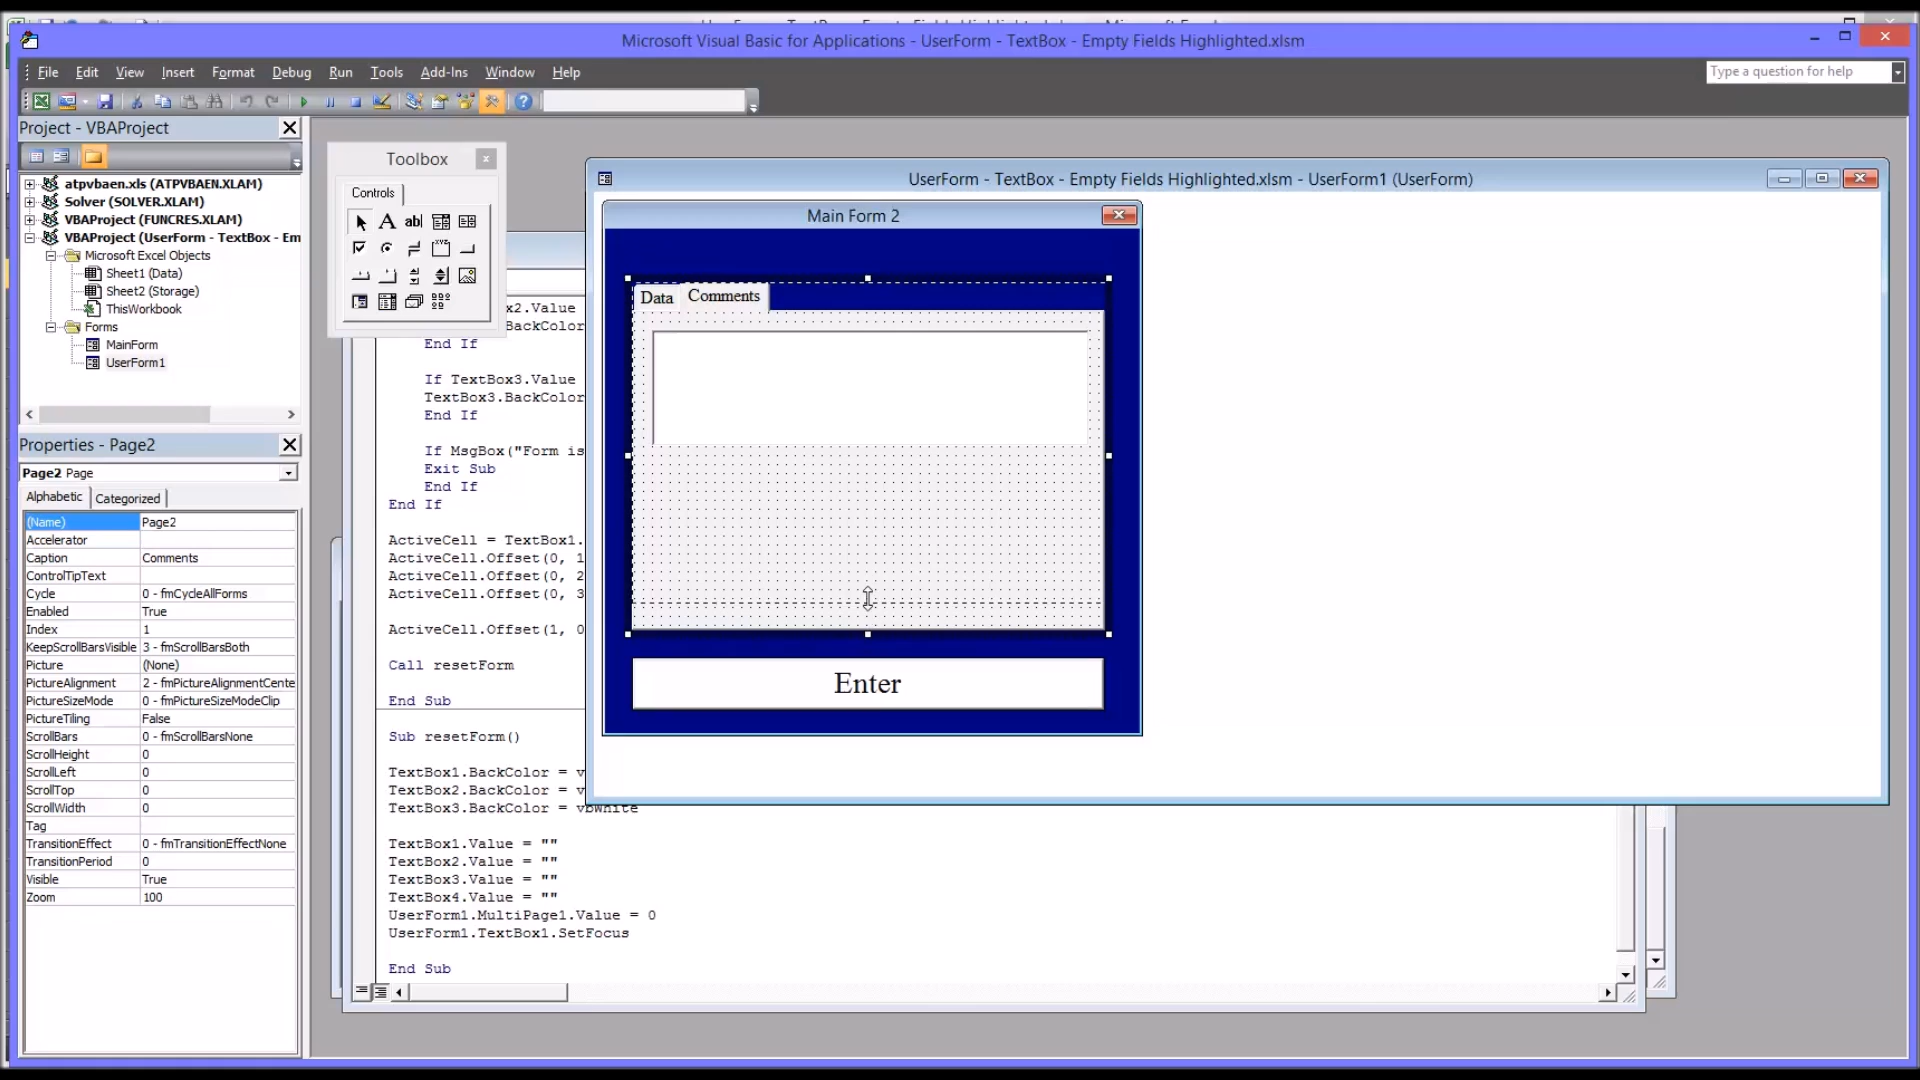 Microsoft Visual Basic for Applications - UserForm - TextBox - Empty Fields Highlighted.xlsm
File Edit View Insert Format Debug Run Tools Add-Ins Window Help
Type a question for help
Project - VBAProject
atpvbaen.xls (ATPVBAEN.XLAM)
Solver (SOLVER.XLAM)
VBAProject (FUNCRES.XLAM)
VBAProject (UserForm - TextBox - Em
Microsoft Excel Objects
Sheet1 (Data)
Sheet2 (Storage)
ThisWorkbook
Forms
MainForm
UserForm1
Properties - Page2
Page2 Page
Alphabetic Categorized
(Name) Page2
Accelerator
Caption Comments
ControlTipText
Cycle 0 - fmCycleAllForms
Enabled True
Index 1
KeepScrollBarsVisible 3 - fmScrollBarsBoth
Picture (None)
PictureAlignment 2 - fmPictureAlignmentCente
PictureSizeMode 0 - fmPictureSizeModeClip
PictureTiling False
ScrollBars 0 - fmScrollBarsNone
ScrollHeight 0
ScrollLeft 0
ScrollTop 0
ScrollWidth 0
Tag
TransitionEffect 0 - fmTransitionEffectNone
TransitionPeriod 0
Visible True
Zoom 100
Toolbox
Controls
A ab|
xyz
x2.Value
BackColor
End If
If TextBox3.Value
TextBox3.BackColor
End If
If MsgBox("Form is
Exit Sub
End If
End If
ActiveCell = TextBox1.
ActiveCell.Offset(0, 1
ActiveCell.Offset(0, 2
ActiveCell.Offset(0, 3
ActiveCell.Offset(1, 0
Call resetForm
End Sub
Sub resetForm()
TextBox1.BackColor = v
TextBox2.BackColor = v
TextBox3.BackColor = vbWhite
TextBox1.Value = ""
TextBox2.Value = ""
TextBox3.Value = ""
TextBox4.Value = ""
UserForm1.MultiPage1.Value = 0
UserForm1.TextBox1.SetFocus
End Sub
UserForm - TextBox - Empty Fields Highlighted.xlsm - UserForm1 (UserForm)
Main Form 2
Data Comments
Enter